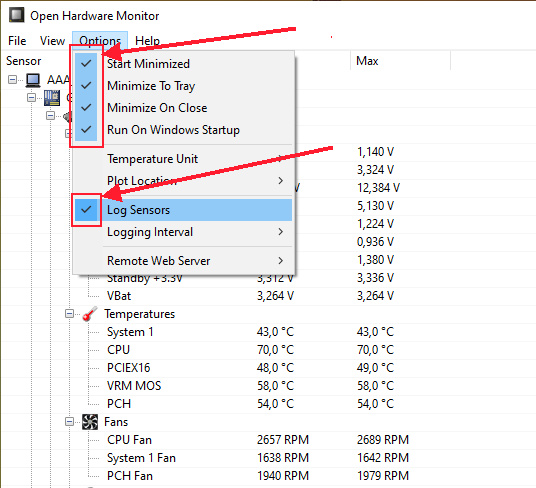 Open Hardware Monitor
File View Options Help
Sensor Max
Start Minimized
AAA
Minimize To Tray
Minimize On Close
Run On Windows Startup
Temperature Unit 1,140 V
3,324 V
Plot Location 12,384 V
5,130 V
Log Sensors
1,224 V
Logging Interval 0,936 V
Remote Web Server 1,380 V
Standby +3.3V 3,312 V 3,336 V
VBat 3,264 V 3,264 V
Temperatures
System 1 43,0 °C 43,0 °C
CPU 70,0 °C 70,0 °C
PCIEX16 48,0 °C 49,0 °C
VRM MOS 58,0 °C 58,0 °C
PCH 54,0 °C 54,0 °C
Fans
CPU Fan 2657 RPM 2689 RPM
System 1 Fan 1638 RPM 1642 RPM
PCH Fan 1940 RPM 1979 RPM